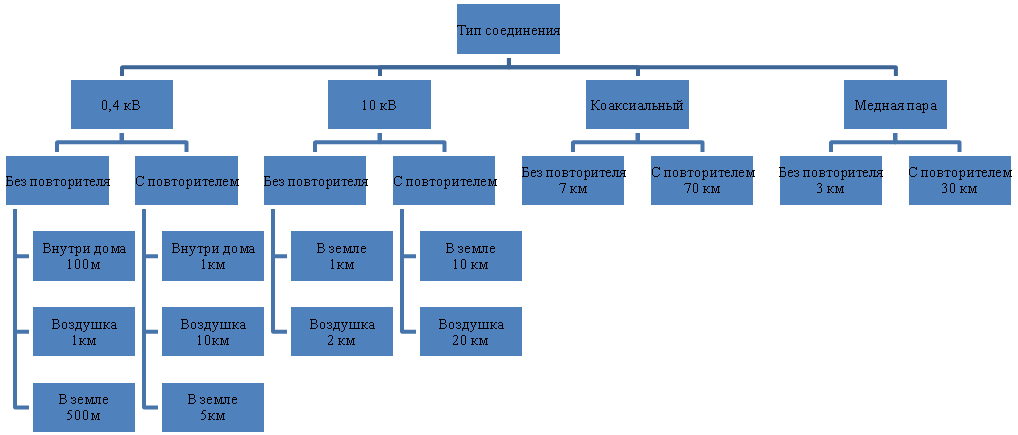 Тип соединения
0,4 кВ
10 кВ
Коаксиальный
Медная пара
Без повторителя
С повторителем
Без повторителя
С повторителем
Без повторителя
7 км
С повторителем
70 км
Без повторителя
3 км
С повторителем
30 км
Внутри дома
100м
Внутри дома
1км
В земле
1км
В земле
10 км
Воздушка
1км
Воздушка
10км
Воздушка
2 км
Воздушка
20 км
В земле
500м
В земле
5км